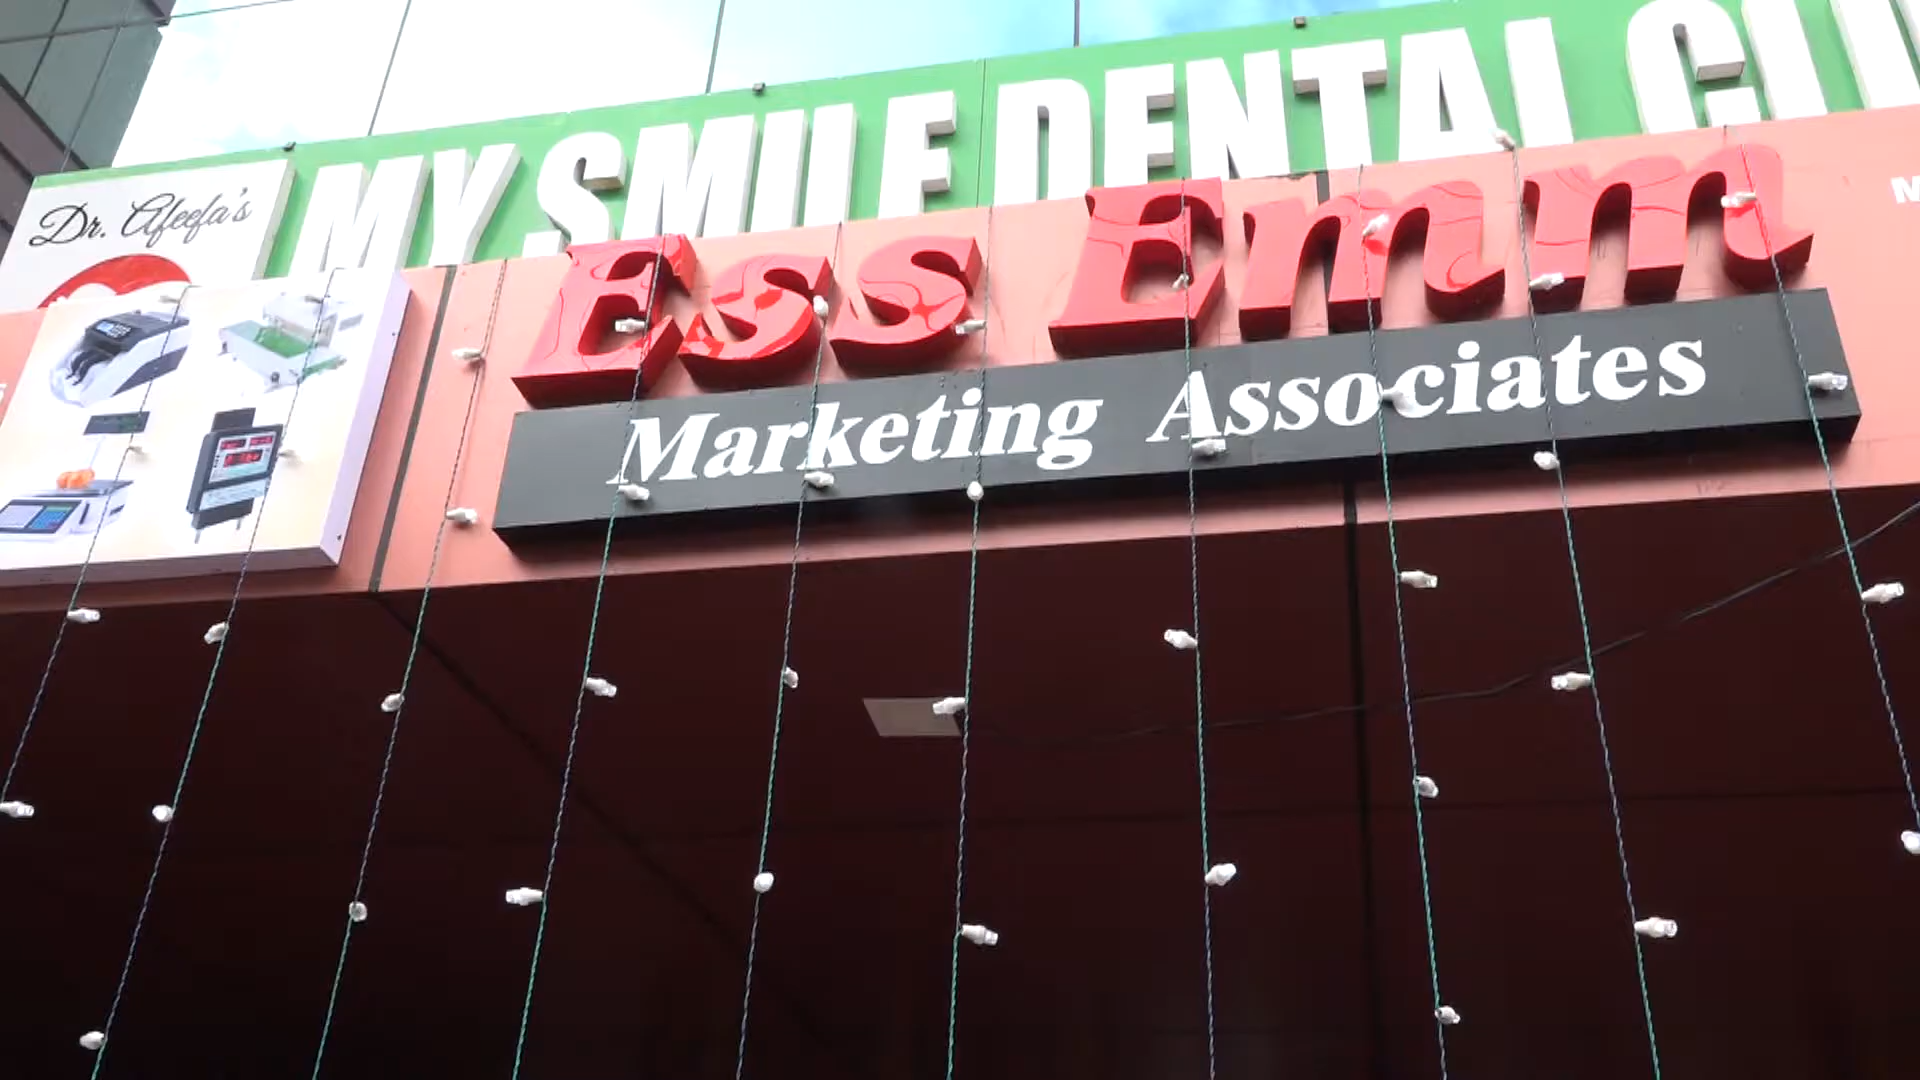 Dr. Afeefa's
MY SMILE DENTAL
Ess Emm
Marketing Associates